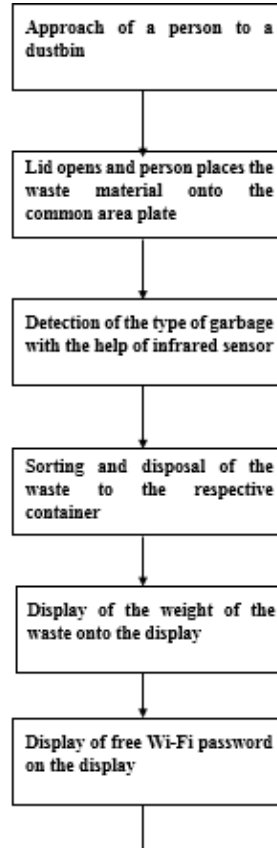 Approach of a person to a
dustbin
Lid opens and person places the
waste material onto the
common area plate
Detection of the type of garbage
with the help of infrared sensor
Sorting and disposal of the
waste to the respective
container
Display of the weight of the
waste onto the display
Display of free Wi-Fi password
on the display